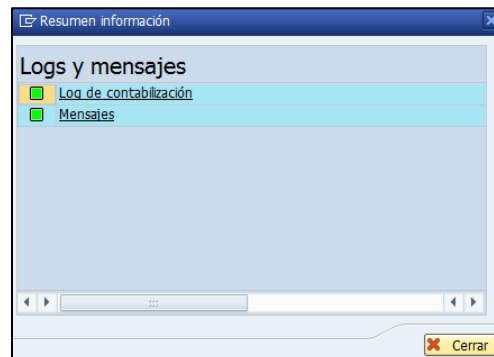 Resumen información
Logs y mensajes
Log de contabilización
Mensajes
Cerrar